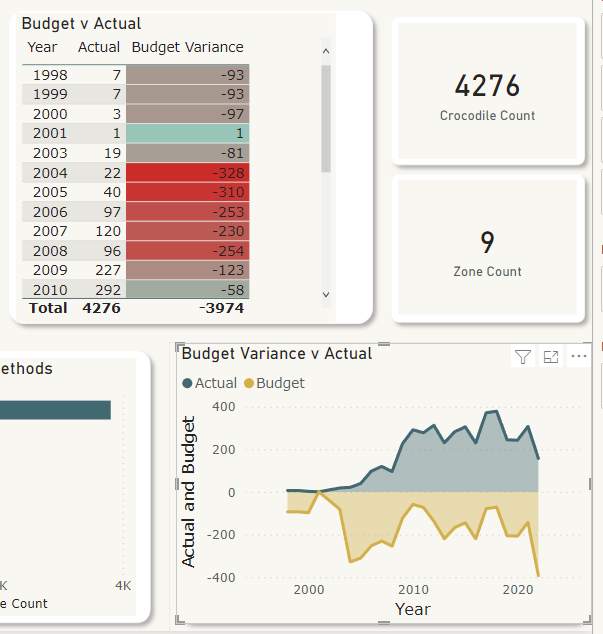 Budget v Actual
Year Actual Budget Variance
1998 7 -93
1999 7 -93
2000 3 -97
2001 1 1
2003 19 -81
2004 22 -328
2005 40 -310
2006 97 -253
2007 120 -230
2008 96 -254
2009 227 -123
2010 292 -58
Total 4276 -3974
4276
Crocodile Count
9
Zone Count
ethods
K 4K
e Count
Budget Variance v Actual
Actual Budget
Actual and Budget
400
200
0
-200
-400
2000 2010 2020
Year